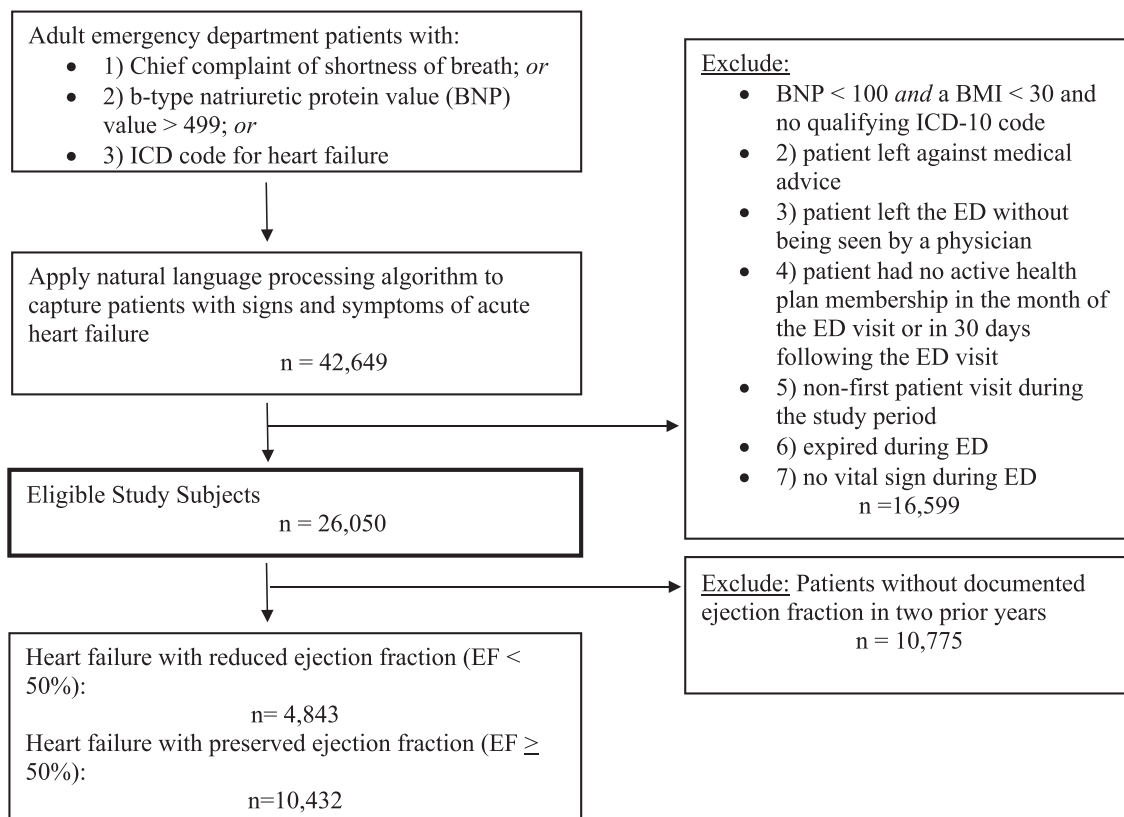 Adult emergency department patients with:
• 1) Chief complaint of shortness of breath; or
• 2) b-type natriuretic protein value (BNP)
value > 499; or
• 3) ICD code for heart failure
Apply natural language processing algorithm to
capture patients with signs and symptoms of acute
heart failure
n = 42,649
Exclude:
• BNP < 100 and a BMI < 30 and
no qualifying ICD-10 code
• 2) patient left against medical
advice
• 3) patient left the ED without
being seen by a physician
• 4) patient had no active health
plan membership in the month of
the ED visit or in 30 days
following the ED visit
• 5) non-first patient visit during
the study period
• 6) expired during ED
• 7) no vital sign during ED
n =16,599
Eligible Study Subjects
n = 26,050
Exclude: Patients without documented
ejection fraction in two prior years
n = 10,775
Heart failure with reduced ejection fraction (EF <
50%):
n= 4,843
Heart failure with preserved ejection fraction (EF ≥
50%):
n=10,432